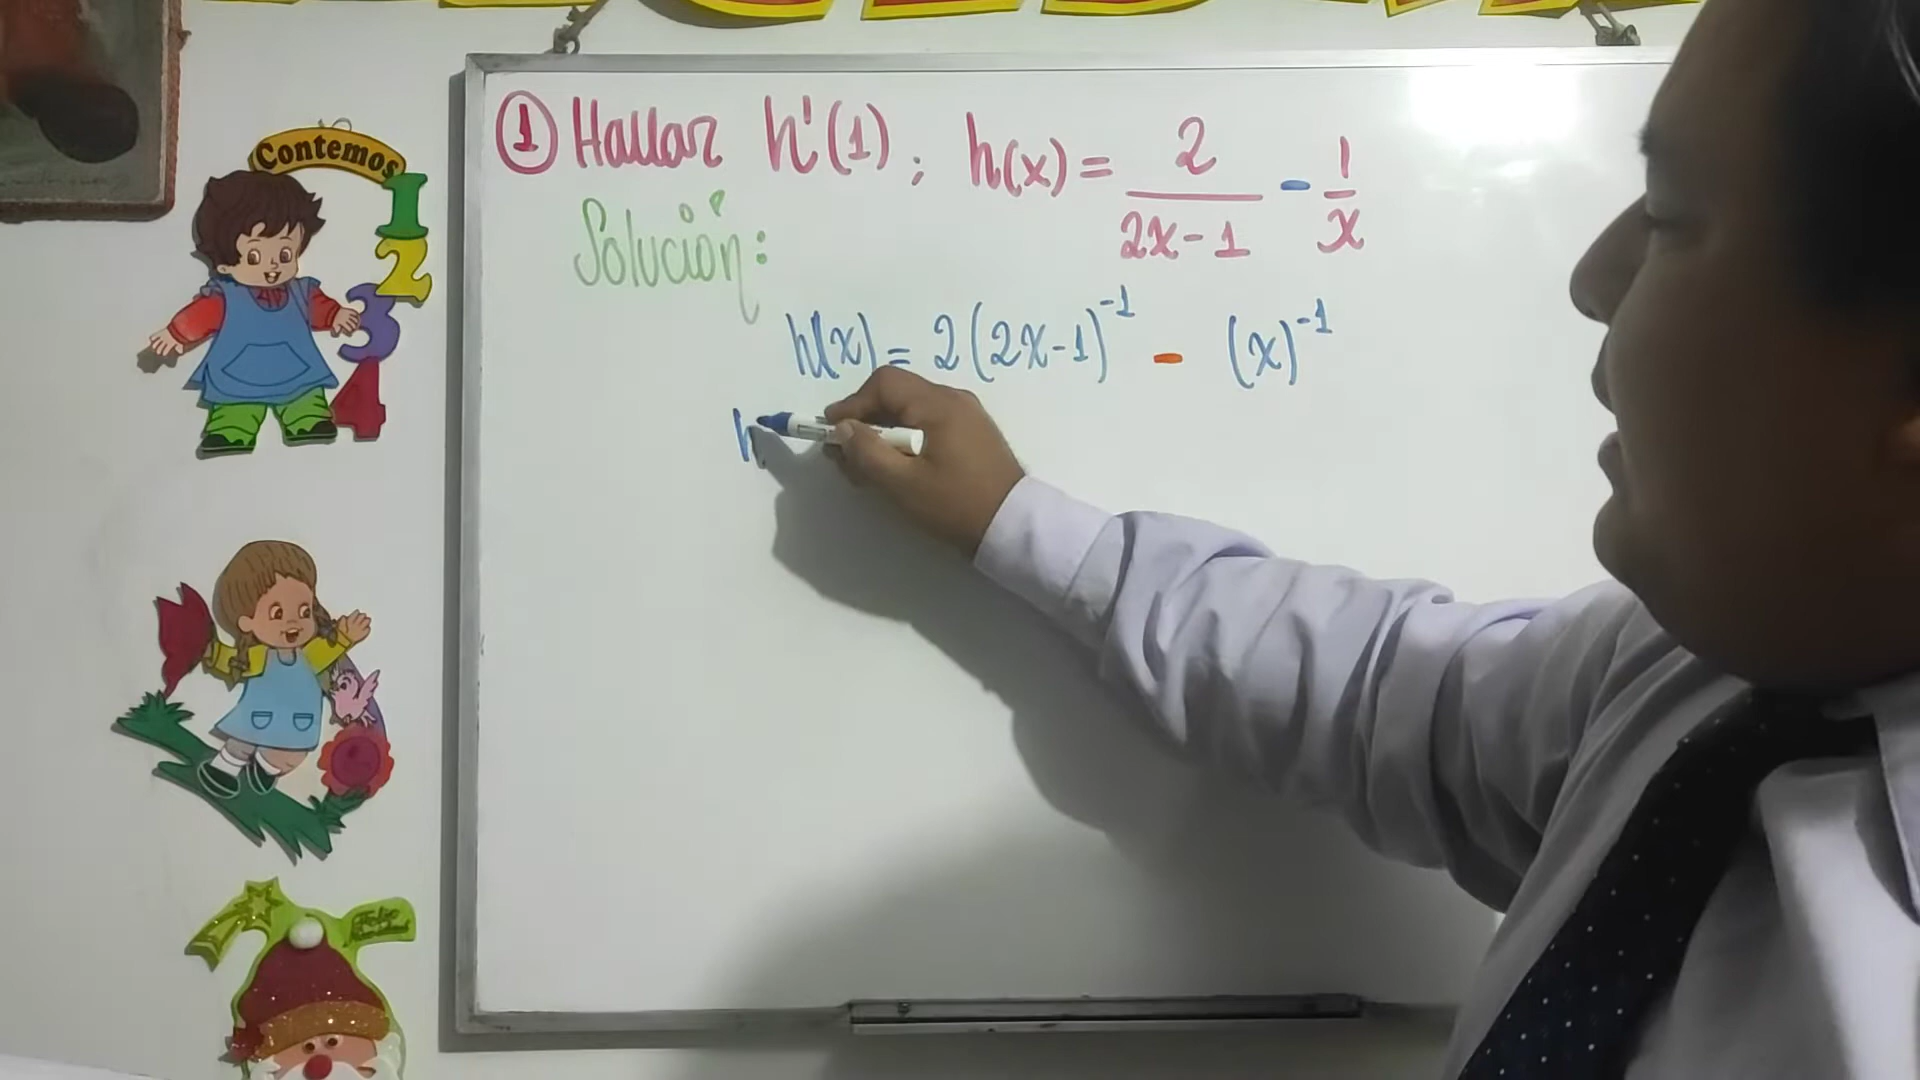 Contemos
1
2
3
4
① Hallar h'(1) ; h(x) = 2/(2x-1) - 1/x
Solución:
h(x) = 2(2x-1)⁻¹ - (x)⁻¹
h